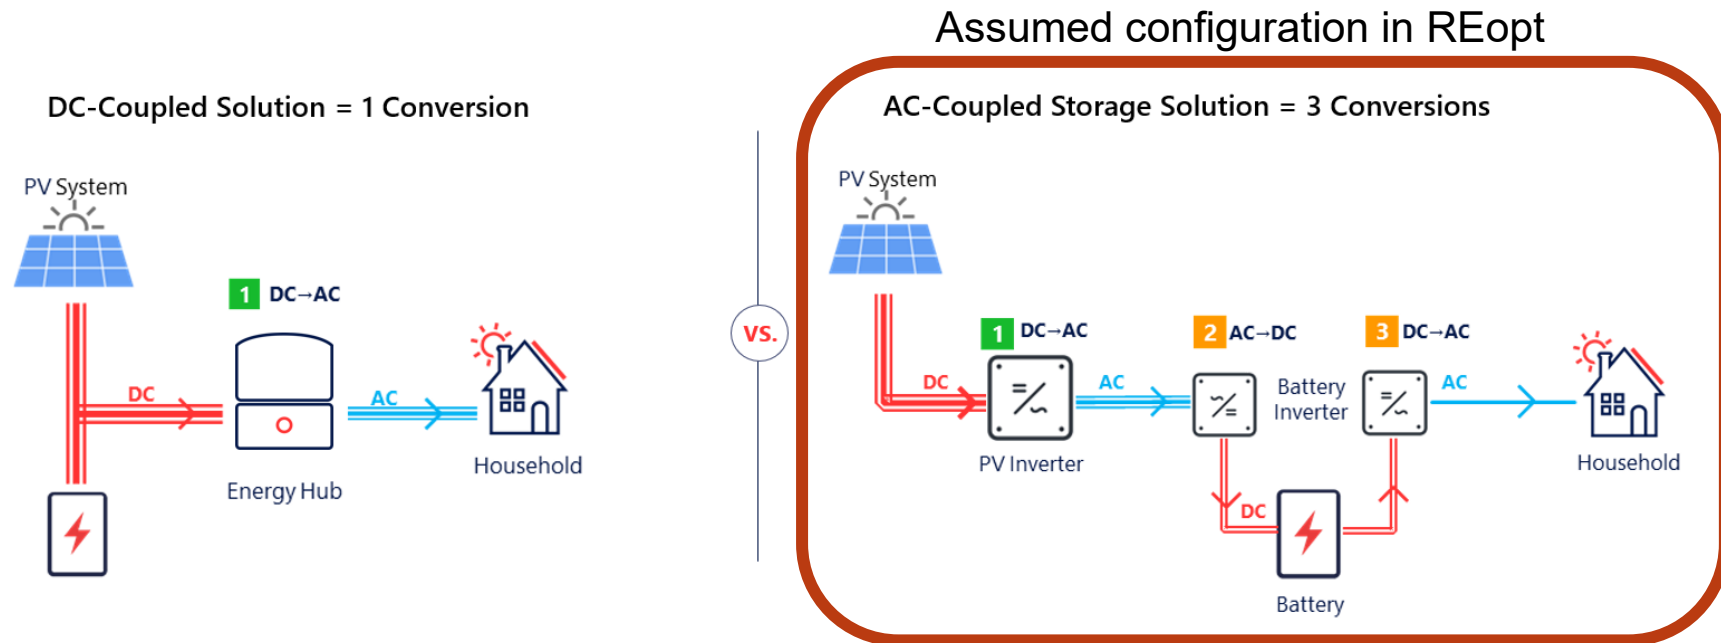 Assumed configuration in REopt
DC-Coupled Solution = 1 Conversion
PV System
1 DC→AC
DC
AC
Energy Hub
Household
VS.
AC-Coupled Storage Solution = 3 Conversions
PV System
1 DC→AC
2 AC→DC
3 DC→AC
DC
AC
Battery
Inverter
AC
PV Inverter
Household
DC
Battery